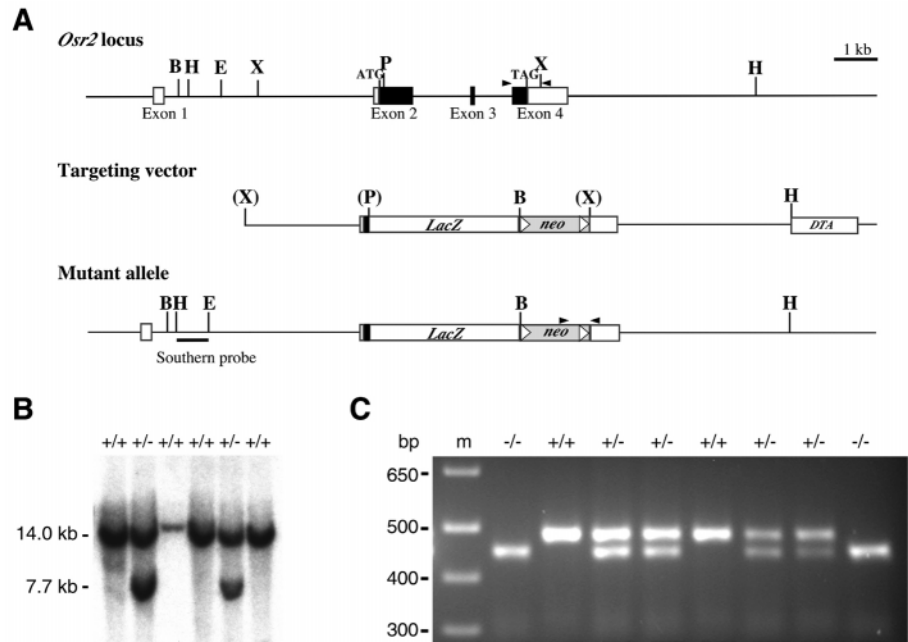 A
Osr2 locus
1 kb
B H E X ATG P TAG X H
Exon 1 Exon 2 Exon 3 Exon 4
Targeting vector
(X) (P) B (X) H
LacZ neo DTA
Mutant allele
B H E B H
LacZ neo
Southern probe
B
+/+ +/- +/+ +/+ +/- +/+
14.0 kb -
7.7 kb -
C
bp m -/- +/+ +/- +/- +/+ +/- +/- -/-
650-
500-
400-
300-